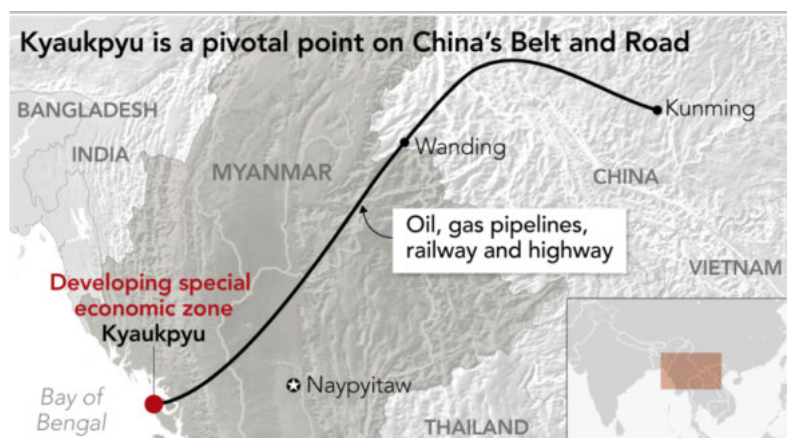 Kyaukpyu is a pivotal point on China's Belt and Road
BANGLADESH
Kunming
INDIA
Wanding
MYANMAR
CHINA
Oil, gas pipelines,
railway and highway
VIETNAM
Developing special
economic zone
Kyaukpyu
Naypyitaw
Bay of
Bengal
THAILAND